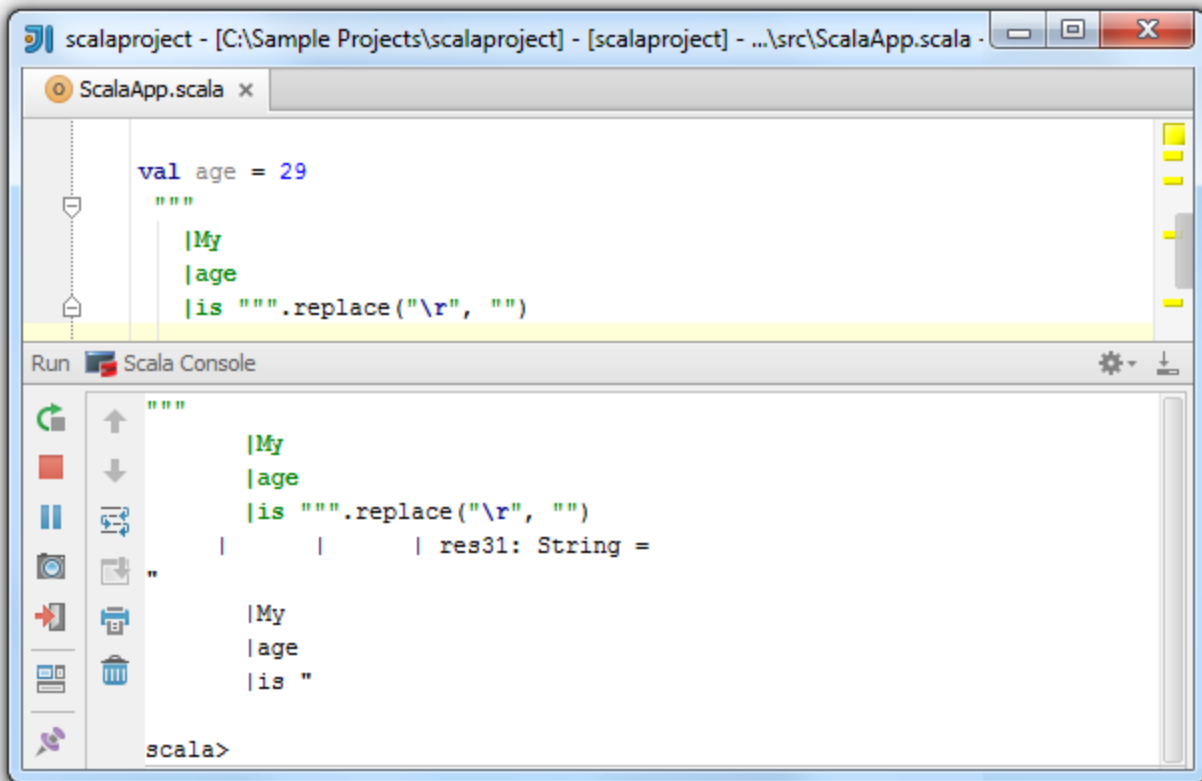 scalaproject - [C:\Sample Projects\scalaproject] - [scalaproject] - ...\src\ScalaApp.scala -
ScalaApp.scala
val age = 29
"""
|My
|age
|is """.replace("\r", "")
Run Scala Console
"""
|My
|age
|is """.replace("\r", "")
| | | res31: String =
"
|My
|age
|is "
scala>